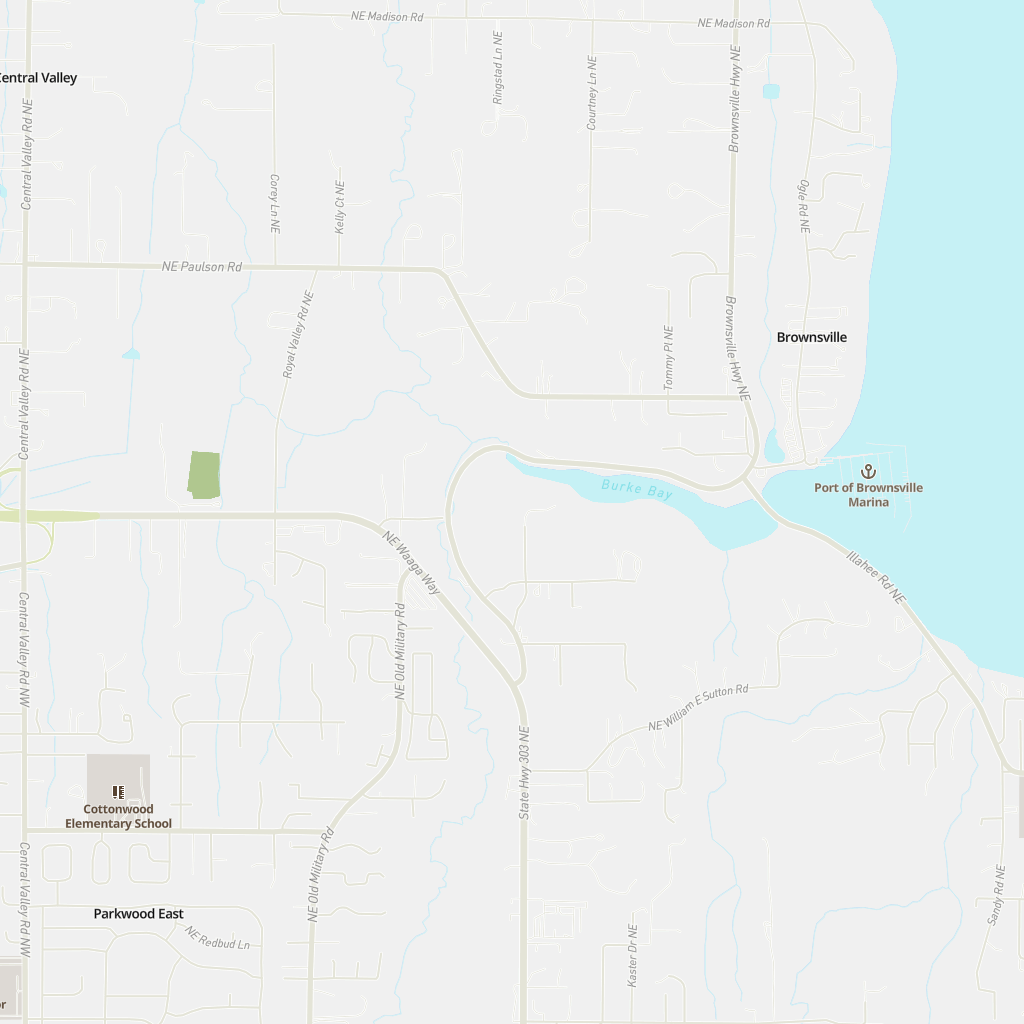 NE Madison Rd
NE Madison Rd
Ringstad Ln NE
Courtney Ln NE
Brownsville Hwy NE
Central Valley
Central Valley Rd NE
Corey Ln NE
Kelly Ct NE
Ogle Rd NE
NE Paulson Rd
Royal Valley Rd NE
Brownsville Hwy NE
Tommy Pl NE
Brownsville
Central Valley Rd NE
Burke Bay
Port of Brownsville
Marina
NE Waaga Way
Illahee Rd NE
Central Valley Rd NW
NE Old Military Rd
NE William E Sutton Rd
State Hwy 303 NE
Cottonwood
Elementary School
NE Old Military Rd
Central Valley Rd NW
Parkwood East
NE Redbud Ln
Kaster Dr NE
Sandy Rd NE